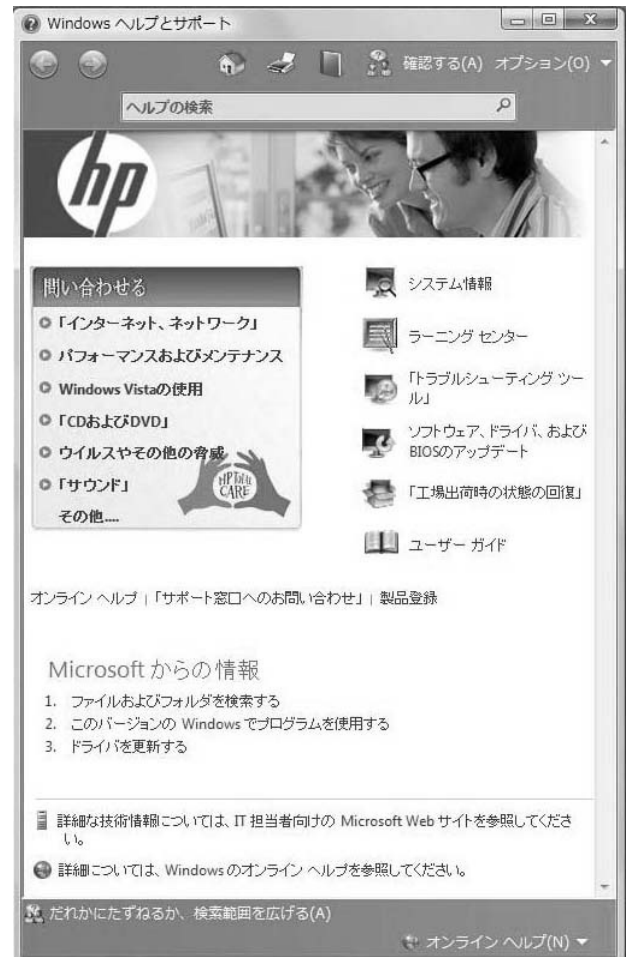 Windows ヘルプとサポート
確認する(A) オプション(O)
ヘルプの検索
hp
問い合わせる
「インターネット、ネットワーク」
パフォーマンスおよびメンテナンス
Windows Vistaの使用
「CDおよびDVD」
ウイルスやその他の脅威
「サウンド」
その他....
HP Total
CARE
システム情報
ラーニング センター
「トラブルシューティング ツー
ル」
ソフトウェア、ドライバ、および
BIOSのアップデート
「工場出荷時の状態の回復」
ユーザー ガイド
オンライン ヘルプ | 「サポート窓口へのお問い合わせ」 | 製品登録
Microsoft からの情報
1. ファイルおよびフォルダを検索する
2. このバージョンの Windows でプログラムを使用する
3. ドライバを更新する
詳細な技術情報については、IT 担当者向けの Microsoft Web サイトを参照してくださ
い。
詳細については、Windows のオンライン ヘルプを参照してください。
だれかにたずねるか、検索範囲を広げる(A)
オンライン ヘルプ(N)